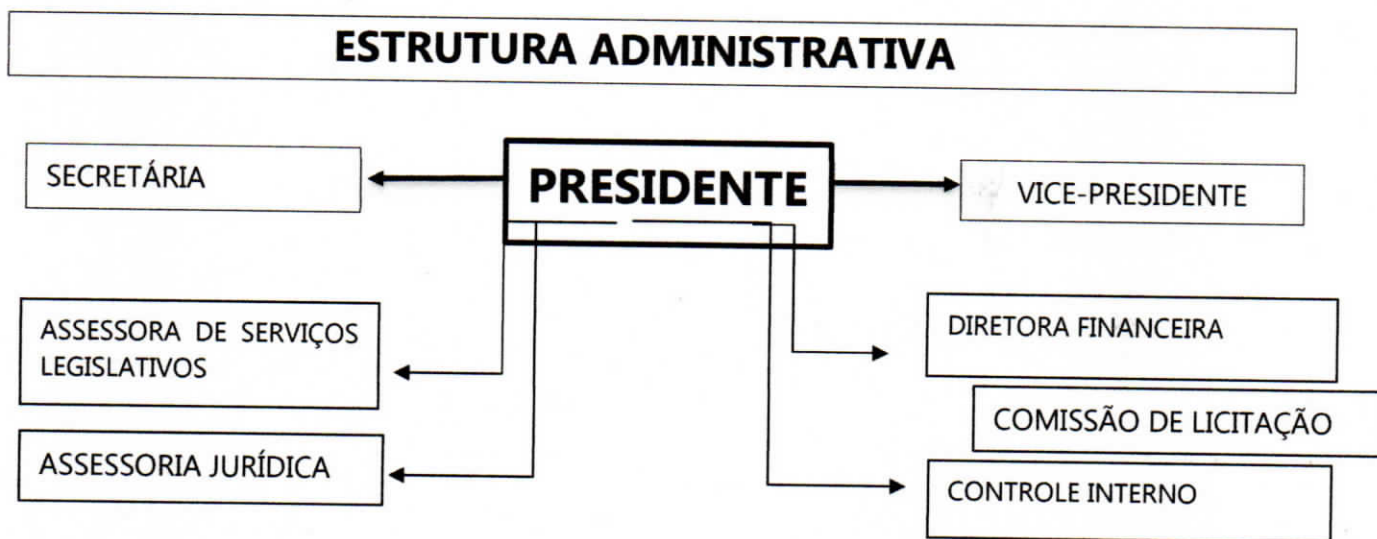 ESTRUTURA ADMINISTRATIVA
SECRETÁRIA
PRESIDENTE
VICE-PRESIDENTE
ASSESSORA DE SERVIÇOS
LEGISLATIVOS
DIRETORA FINANCEIRA
COMISSÃO DE LICITAÇÃO
ASSESSORIA JURÍDICA
CONTROLE INTERNO